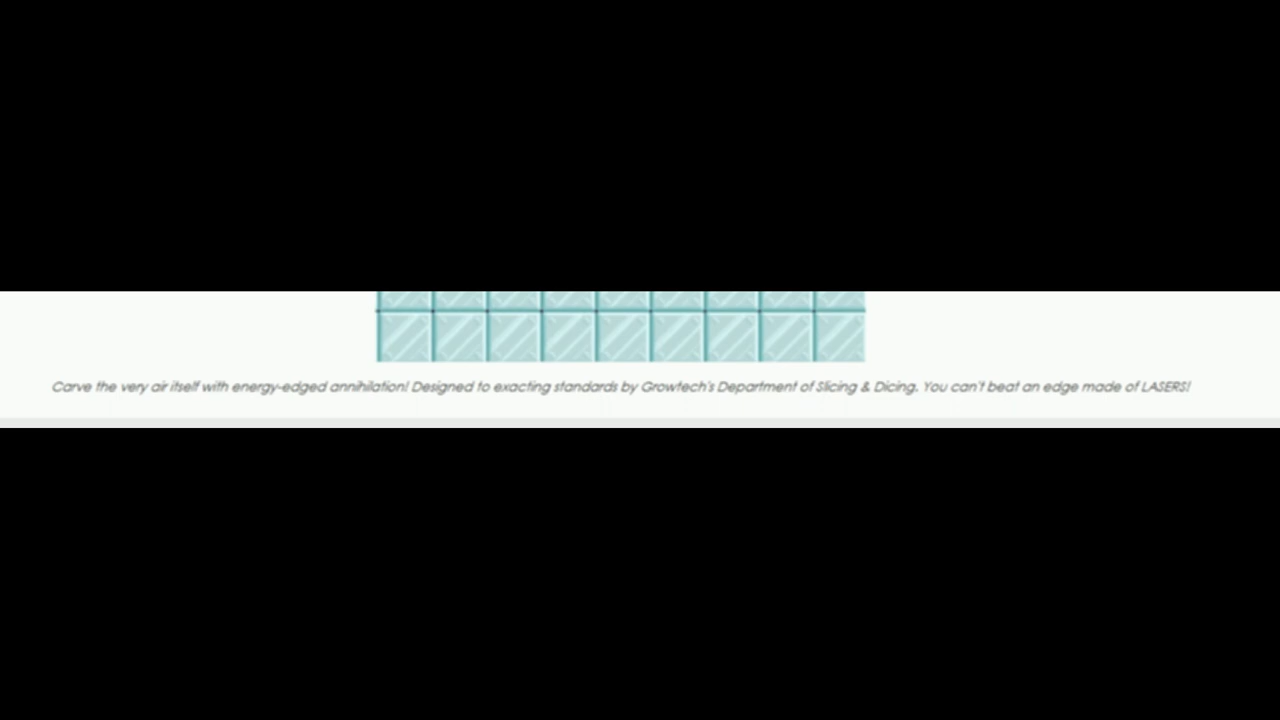 Carve the very air itself with energy-edged annihilation! Designed to exacting standards by Growtech's Department of Slicing & Dicing. You can't beat an edge made of LASERS!